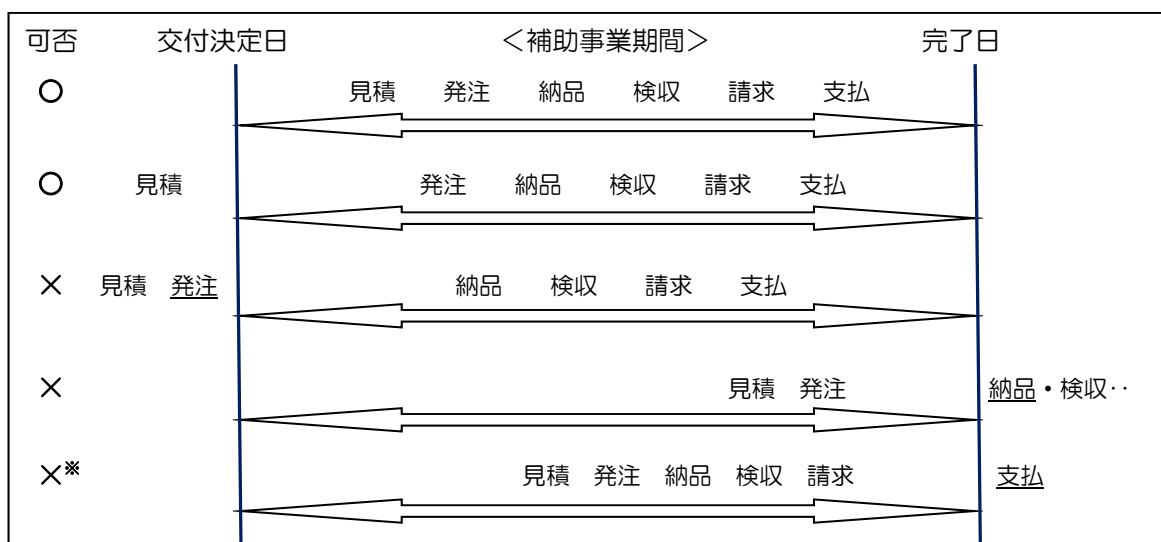 可否 交付決定日 <補助事業期間> 完了日
○ 見積 発注 納品 検収 請求 支払
○ 見積 発注 納品 検収 請求 支払
× 見積 発注 納品 検収 請求 支払
× 見積 発注 納品・検収‥
×※ 見積 発注 納品 検収 請求 支払